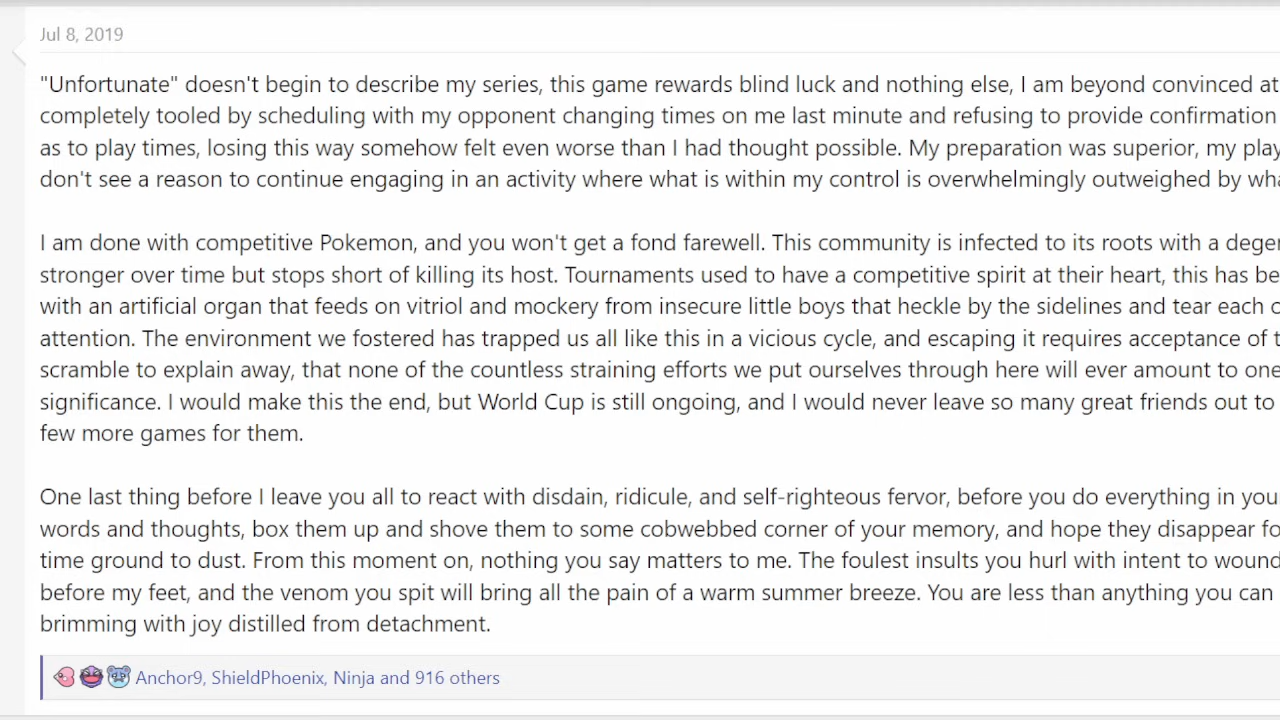 Jul 8, 2019
"Unfortunate" doesn't begin to describe my series, this game rewards blind luck and nothing else, I am beyond convinced at
completely tooled by scheduling with my opponent changing times on me last minute and refusing to provide confirmation
as to play times, losing this way somehow felt even worse than I had thought possible. My preparation was superior, my play
don't see a reason to continue engaging in an activity where what is within my control is overwhelmingly outweighed by wha
I am done with competitive Pokemon, and you won't get a fond farewell. This community is infected to its roots with a degen
stronger over time but stops short of killing its host. Tournaments used to have a competitive spirit at their heart, this has be
with an artificial organ that feeds on vitriol and mockery from insecure little boys that heckle by the sidelines and tear each o
attention. The environment we fostered has trapped us all like this in a vicious cycle, and escaping it requires acceptance of t
scramble to explain away, that none of the countless straining efforts we put ourselves through here will ever amount to one
significance. I would make this the end, but World Cup is still ongoing, and I would never leave so many great friends out to
few more games for them.
One last thing before I leave you all to react with disdain, ridicule, and self-righteous fervor, before you do everything in you
words and thoughts, box them up and shove them to some cobwebbed corner of your memory, and hope they disappear fo
time ground to dust. From this moment on, nothing you say matters to me. The foulest insults you hurl with intent to wound
before my feet, and the venom you spit will bring all the pain of a warm summer breeze. You are less than anything you can
brimming with joy distilled from detachment.
Anchor9, ShieldPhoenix, Ninja and 916 others